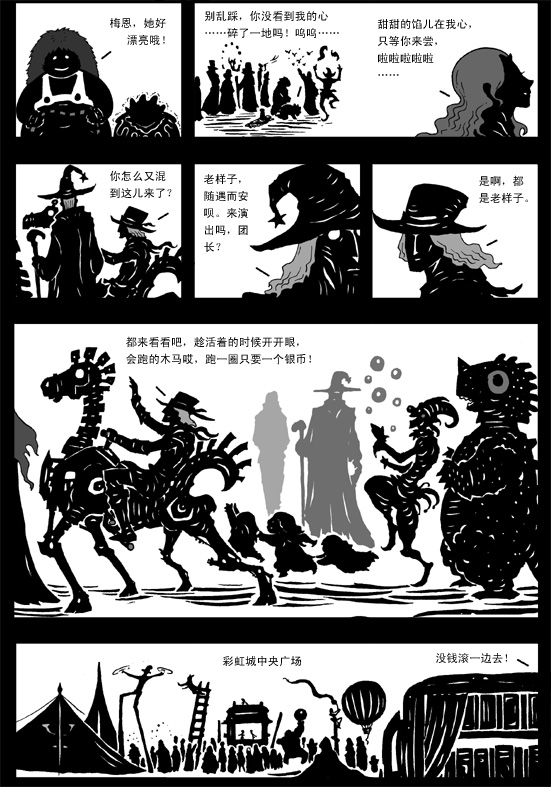 梅恩，她好
漂亮哦！
别乱踩，你没看到我的心
……碎了一地吗！呜呜……
甜甜的馅儿在我心，
只等你来尝，
啦啦啦啦啦
……
你怎么又混
到这儿来了？
老样子，
随遇而安
呗。来演
出吗，团
长？
是啊，都
是老样子。
都来看看吧，趁活着的时候开开眼，
会跑的木马哎，跑一圈只要一个银币！
彩虹城中央广场
没钱滚一边去！